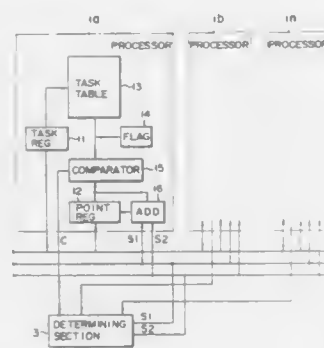 1a 1b 1n
PROCESSOR PROCESSOR PROCESSOR
TASK
TABLE
13
14
TASK
REG
11
FLAG
15
COMPARATOR
12 16
POINT
REG
ADD
C S1 S2
S1
S2
3
DETERMINING
SECTION